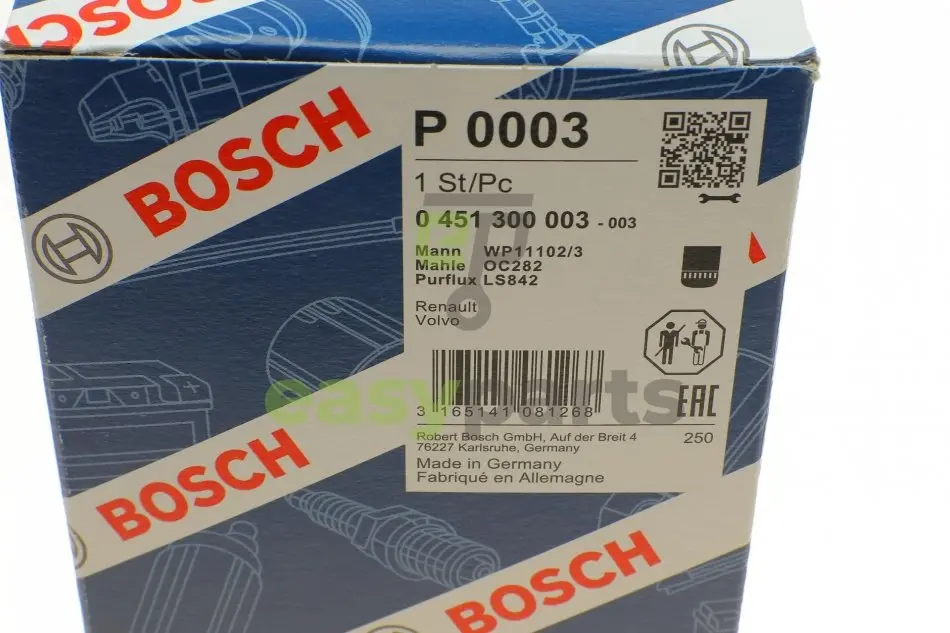 BOSCH
BOSCH
BOSCH
P 0003
1 St/Pc
0 451 300 003 - 003
Mann WP11102/3
Mahle OC282
Purflux LS842
Renault
Volvo
3 165141 081268
EAC
Robert Bosch GmbH, Auf der Breit 4
76227 Karlsruhe, Germany
250
Made in Germany
Fabriqué en Allemagne
easyparts
BOSCH
BOSCH